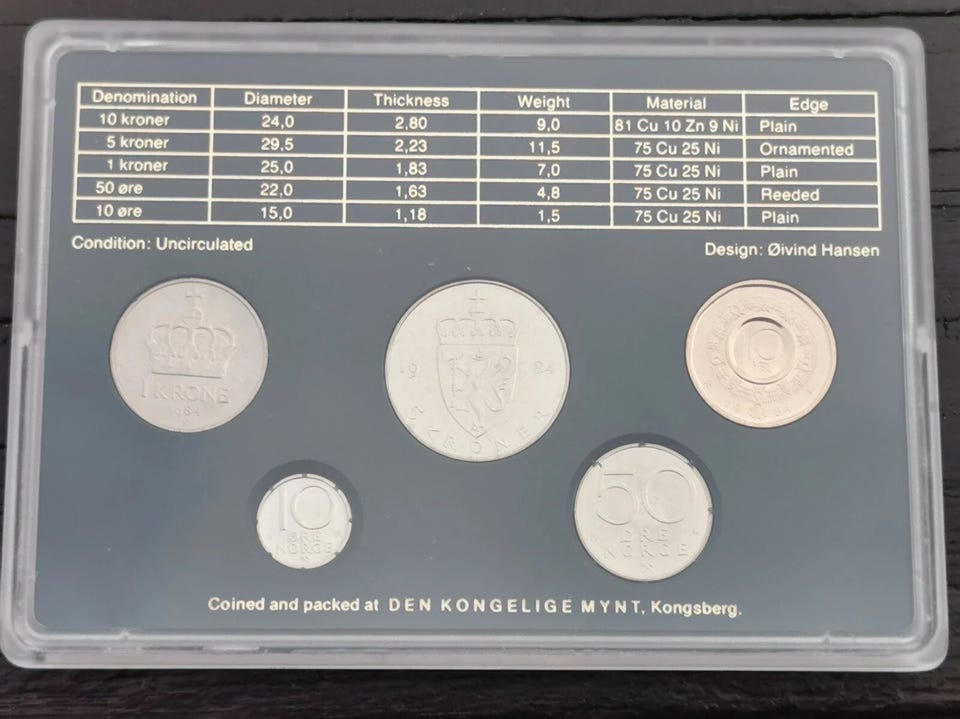 Denomination Diameter Thickness Weight Material Edge
10 kroner 24,0 2,80 9,0 81 Cu 10 Zn 9 Ni Plain
5 kroner 29,5 2,23 11,5 75 Cu 25 Ni Ornamented
1 kroner 25,0 1,83 7,0 75 Cu 25 Ni Plain
50 øre 22,0 1,63 4,8 75 Cu 25 Ni Reeded
10 øre 15,0 1,18 1,5 75 Cu 25 Ni Plain
Condition: Uncirculated
Design: Øivind Hansen
1 KRONE
1984
19 84
5 KRONER
10
KR
10
ØRE
NORGE
50
ØRE
NORGE
Coined and packed at DEN KONGELIGE MYNT, Kongsberg.